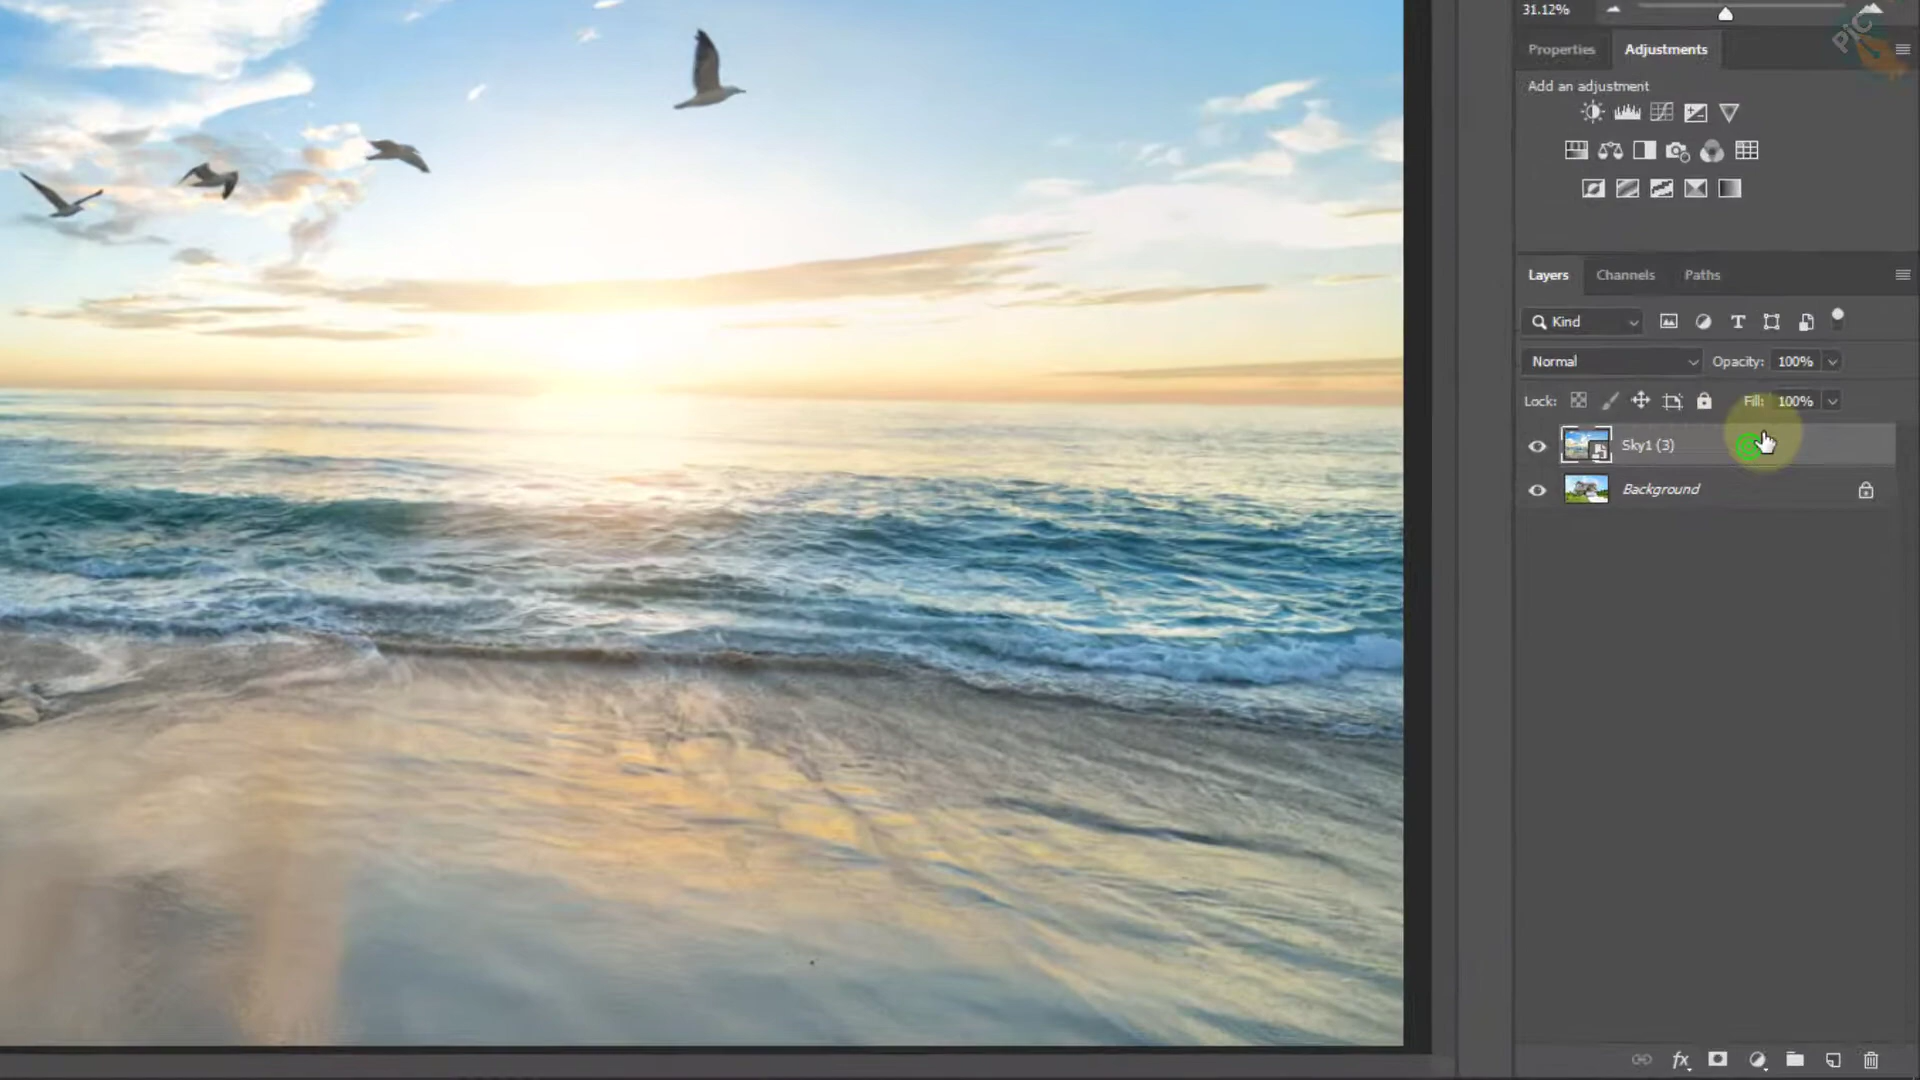 31.12%
PiC
Properties Adjustments
Add an adjustment
Layers Channels Paths
Kind
Normal Opacity: 100%
Lock: Fill: 100%
Sky1 (3)
Background